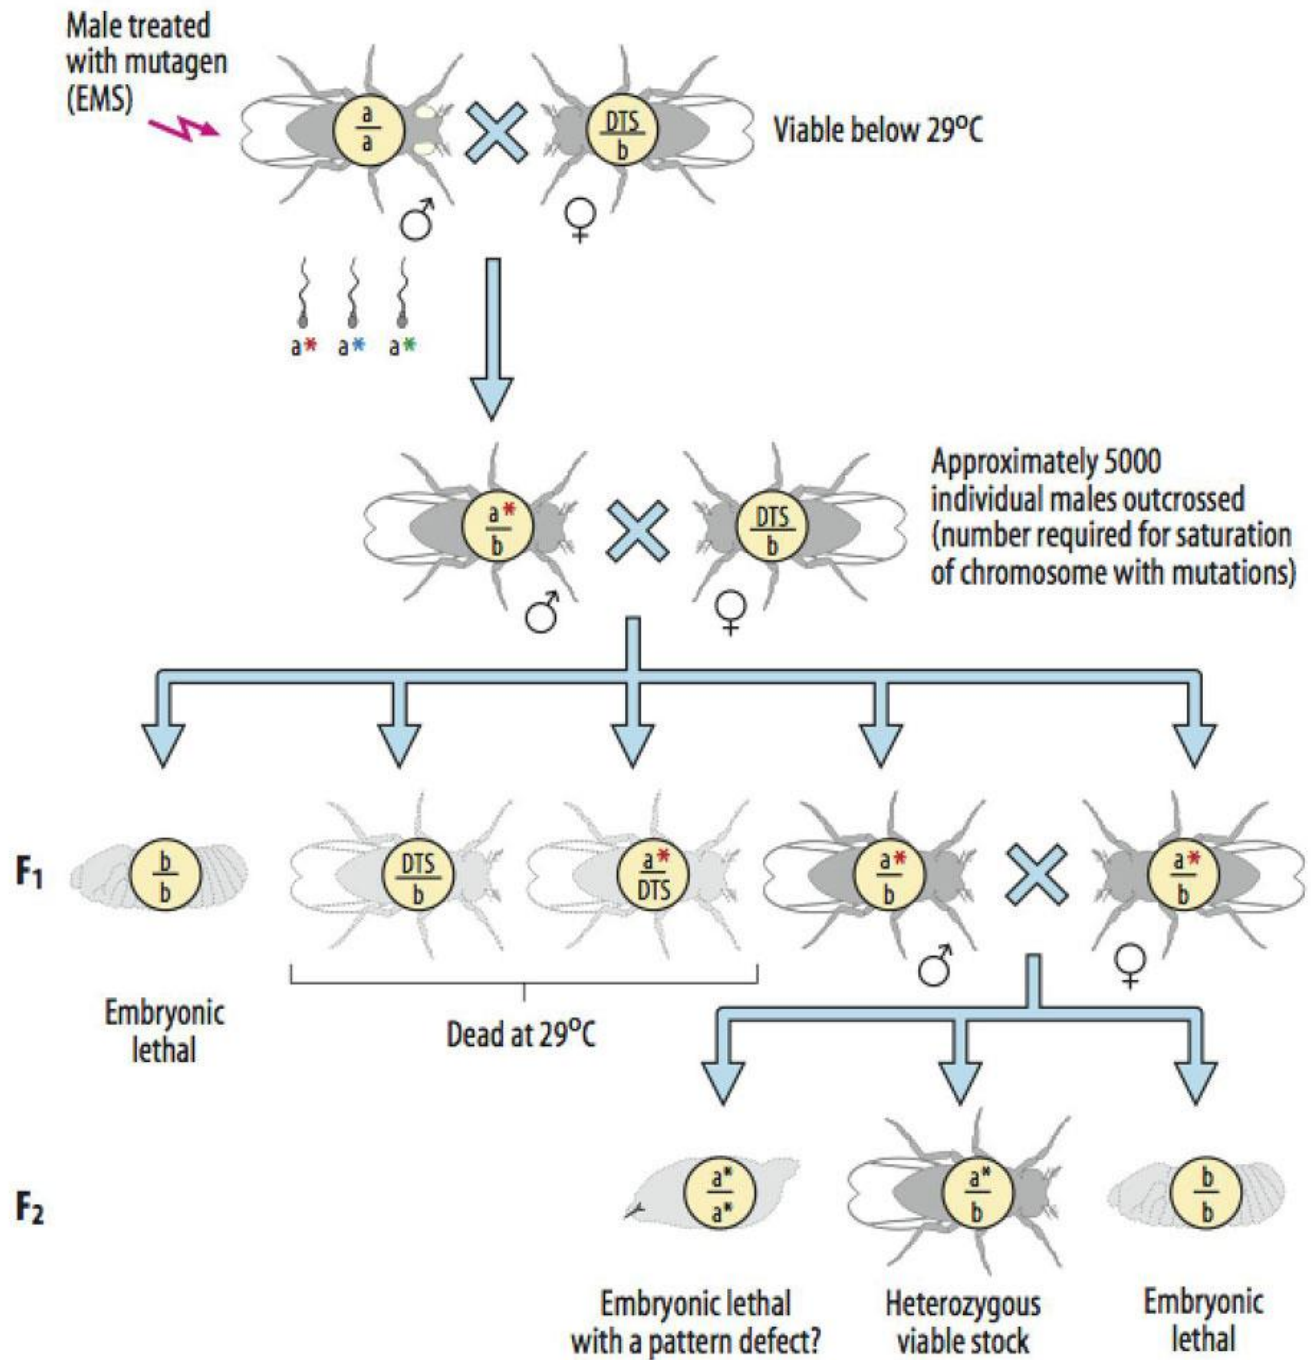 Male treated
with mutagen
(EMS)
a
a
DTS
b
Viable below 29°C
♂
♀
a*
a*
a*
a*
b
DTS
b
Approximately 5000
individual males outcrossed
(number required for saturation
of chromosome with mutations)
♂
♀
F₁
b
b
DTS
b
a*
DTS
a*
b
a*
b
♂
♀
Embryonic
lethal
Dead at 29°C
F₂
a*
a*
a*
b
b
b
Embryonic lethal
with a pattern defect?
Heterozygous
viable stock
Embryonic
lethal